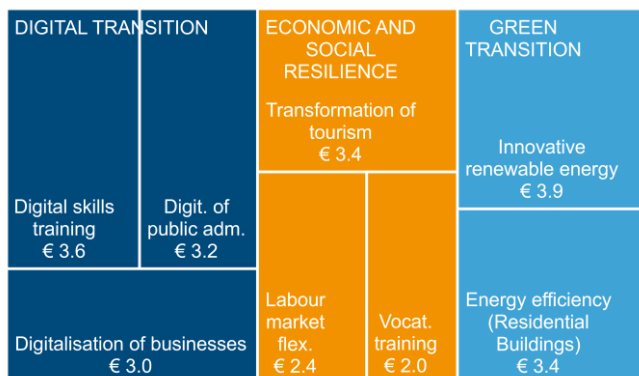 DIGITAL TRANSITION
Digital skills
training
€ 3.6
Digit. of
public adm.
€ 3.2
Digitalisation of businesses
€ 3.0
ECONOMIC AND
SOCIAL
RESILIENCE
Transformation of
tourism
€ 3.4
Labour
market
flex.
€ 2.4
Vocat.
training
€ 2.0
GREEN
TRANSITION
Innovative
renewable energy
€ 3.9
Energy efficiency
(Residential
Buildings)
€ 3.4